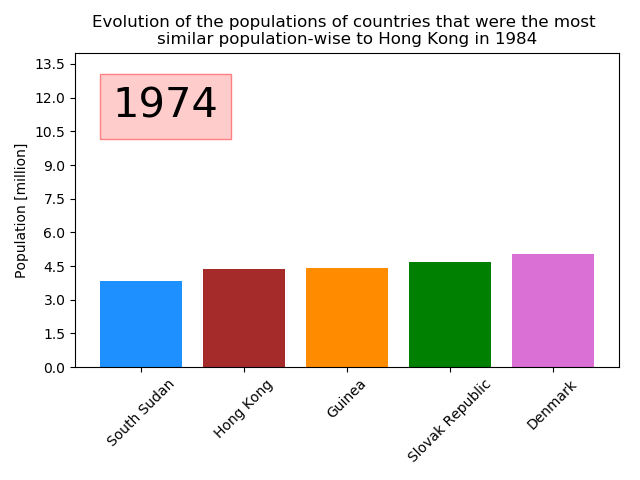 Evolution of the populations of countries that were the most
similar population-wise to Hong Kong in 1984
1974
Population [million]
13.5
12.0
10.5
9.0
7.5
6.0
4.5
3.0
1.5
0.0
South Sudan
Hong Kong
Guinea
Slovak Republic
Denmark